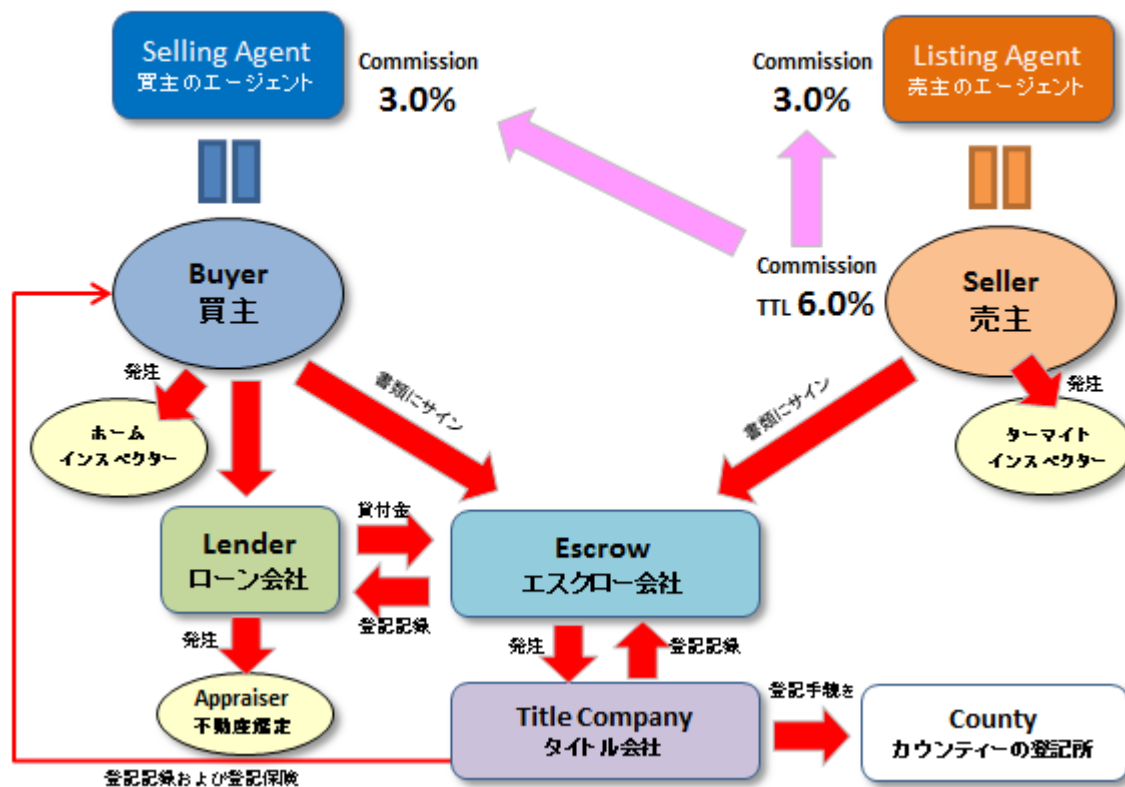 Selling Agent
買主のエージェント
Commission
3.0%
Commission
3.0%
Listing Agent
売主のエージェント
Buyer
買主
Commission
TTL 6.0%
Seller
売主
発注
書類にサイン
書類にサイン
発注
ホーム
インスペクター
ターマイト
インスペクター
Lender
ローン会社
貸付金
登記記録
Escrow
エスクロー会社
発注
発注
登記記録
Appraiser
不動産鑑定
Title Company
タイトル会社
登記手続き
County
カウンティーの登記所
登記記録および登記保険